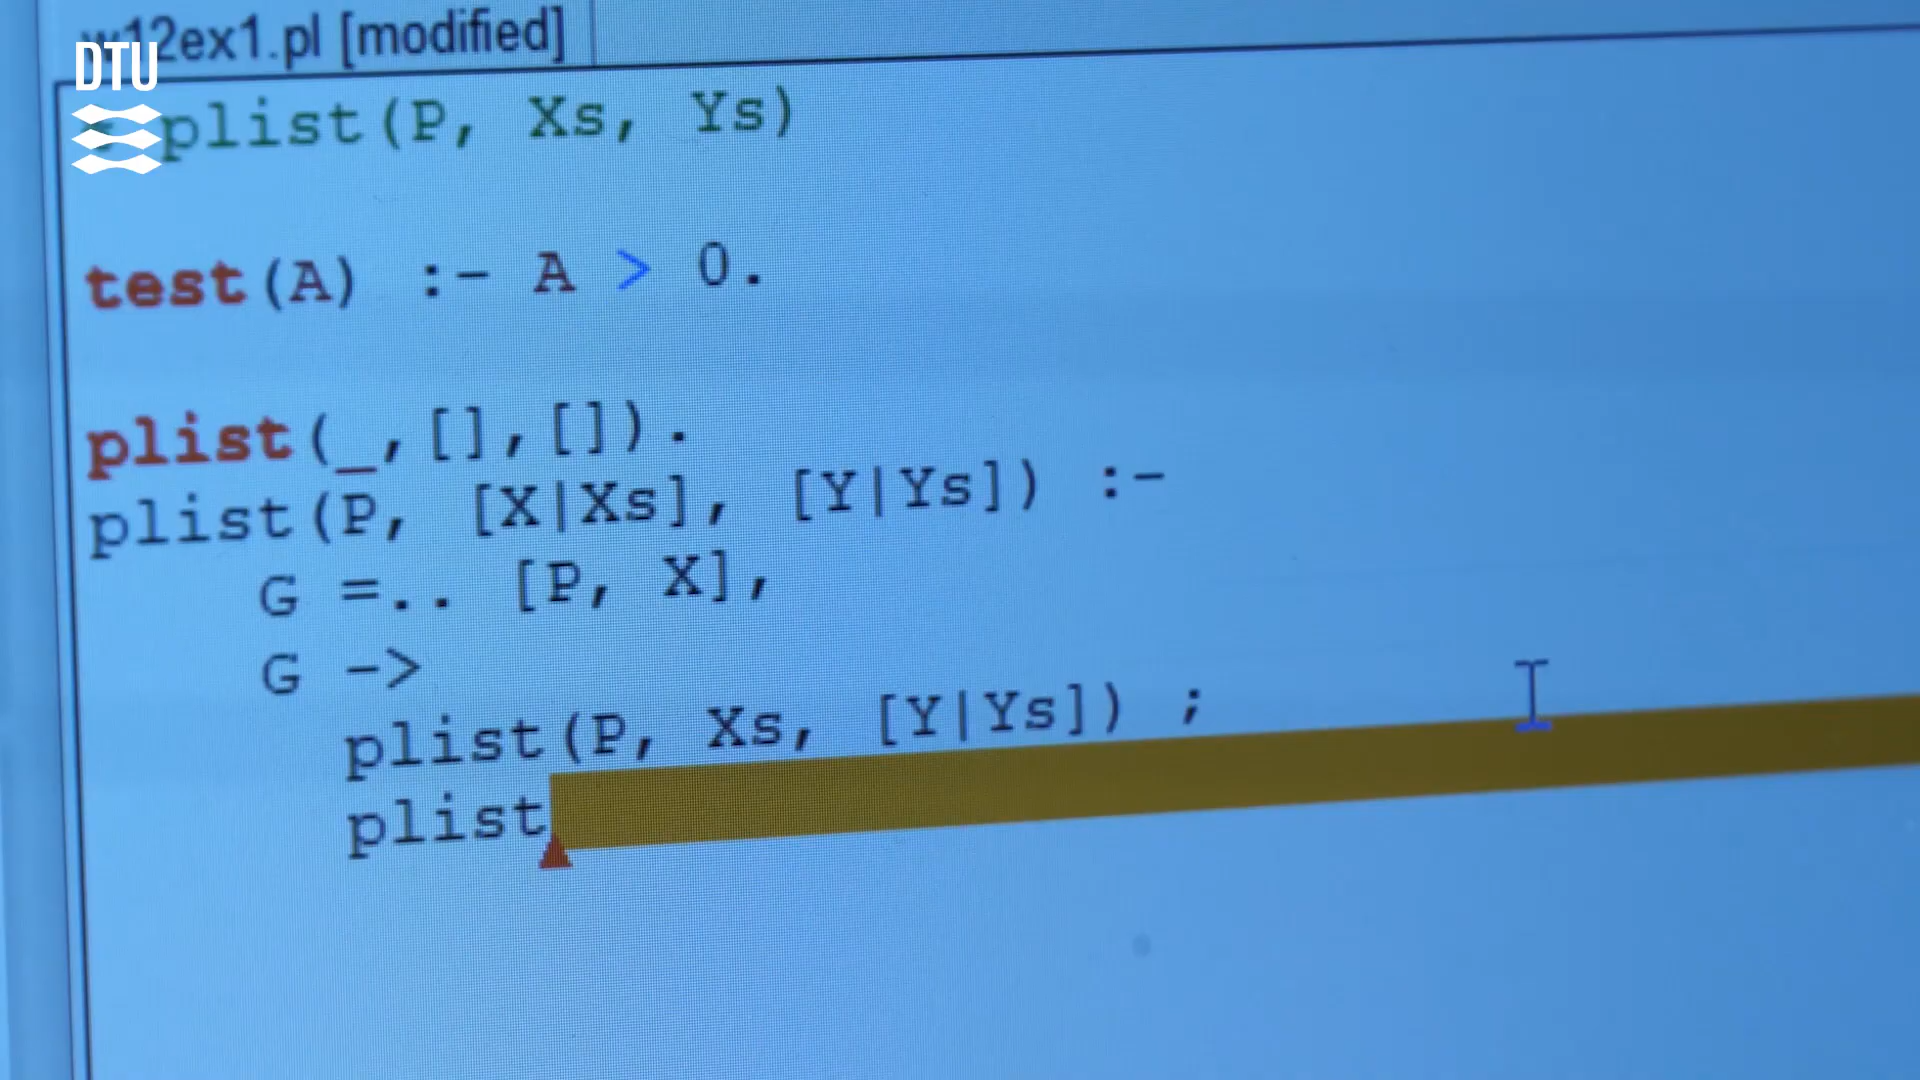 w12ex1.pl [modified]
DTU
plist(P, Xs, Ys)
test(A) :- A > 0.
plist(_,[],[]).
plist(P, [X|Xs], [Y|Ys]) :-
G =.. [P, X],
G ->
plist(P, Xs, [Y|Ys]) ;
plist